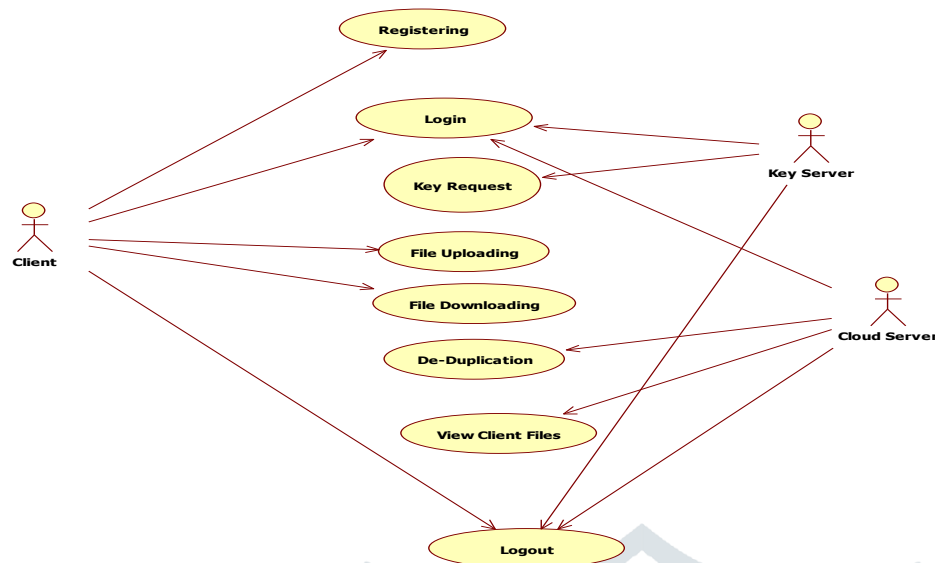 Registering
Login
Key Server
Key Request
Client
File Uploading
File Downloading
Cloud Server
De-Duplication
View Client Files
Logout